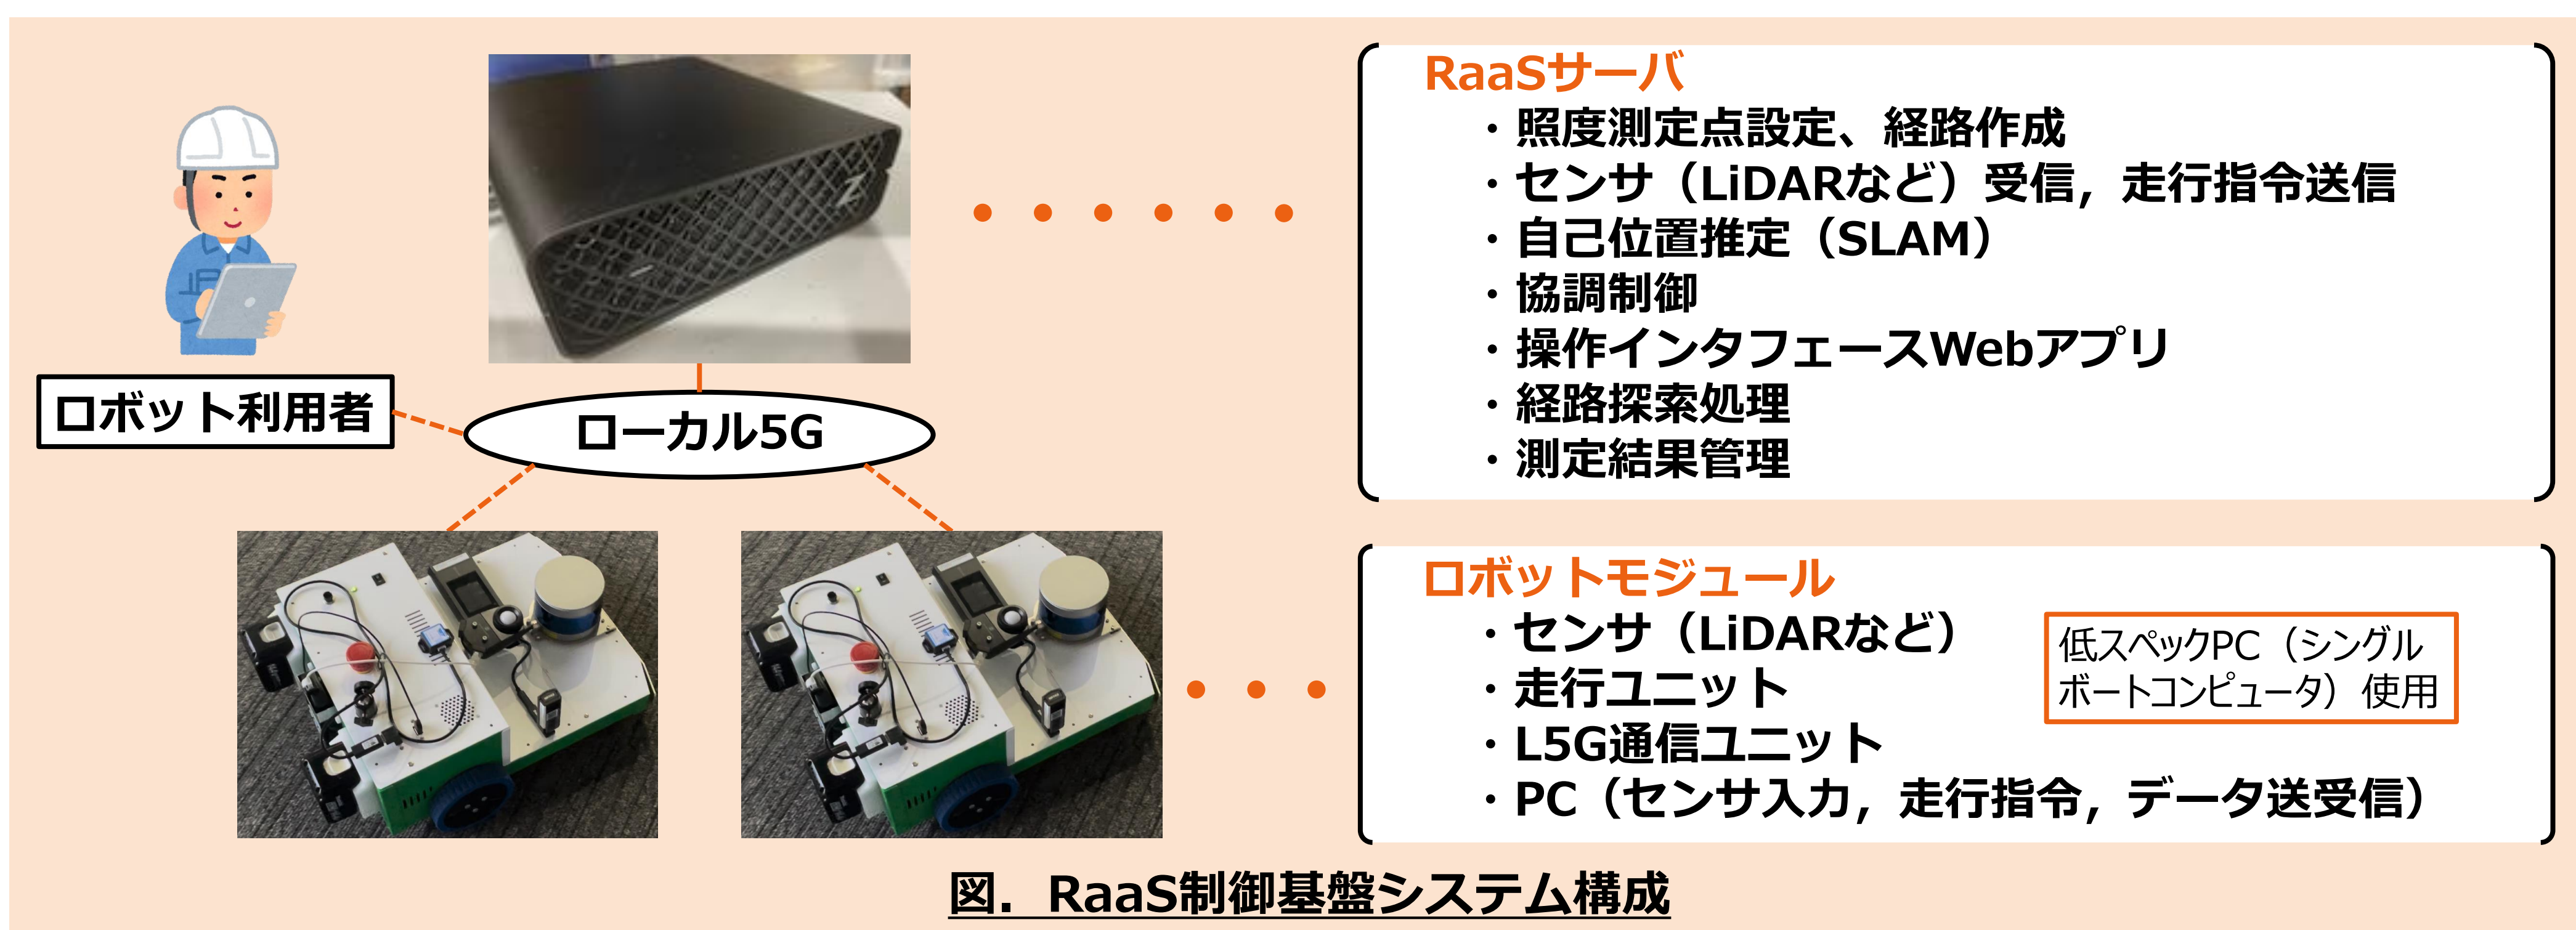 RaaSサーバ
・照度測定点設定、経路作成
・センサ（LiDARなど）受信，走行指令送信
・自己位置推定（SLAM）
・協調制御
・操作インタフェースWebアプリ
・経路探索処理
・測定結果管理
Z
ロボット利用者
ローカル5G
ロボットモジュール
・センサ（LiDARなど）
・走行ユニット
・L5G通信ユニット
・PC（センサ入力，走行指令，データ送受信）
低スペックPC（シングル
ボートコンピュータ）使用
図．RaaS制御基盤システム構成